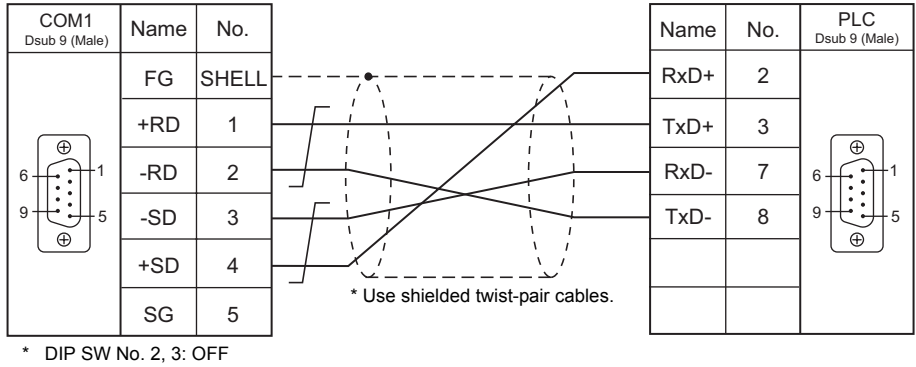 COM1
Dsub 9 (Male)
Name No.
FG SHELL
+RD 1
-RD 2
-SD 3
+SD 4
SG 5
6 1
9 5
Name No.
PLC
Dsub 9 (Male)
RxD+ 2
TxD+ 3
RxD- 7
TxD- 8
6 1
9 5
* Use shielded twist-pair cables.
* DIP SW No. 2, 3: OFF